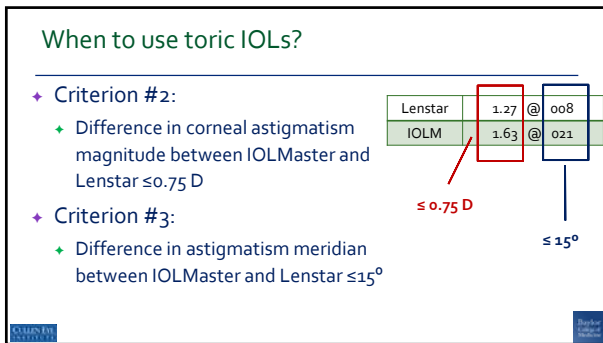 When to use toric IOLs?
Criterion #2:
Difference in corneal astigmatism
magnitude between IOLMaster and
Lenstar ≤0.75 D
Criterion #3:
Difference in astigmatism meridian
between IOLMaster and Lenstar ≤15º
Lenstar 1.27 @ 008
IOLM 1.63 @ 021
≤ 0.75 D
≤ 15º
CULLEN EYE
INSTITUTE
Baylor
College of
Medicine